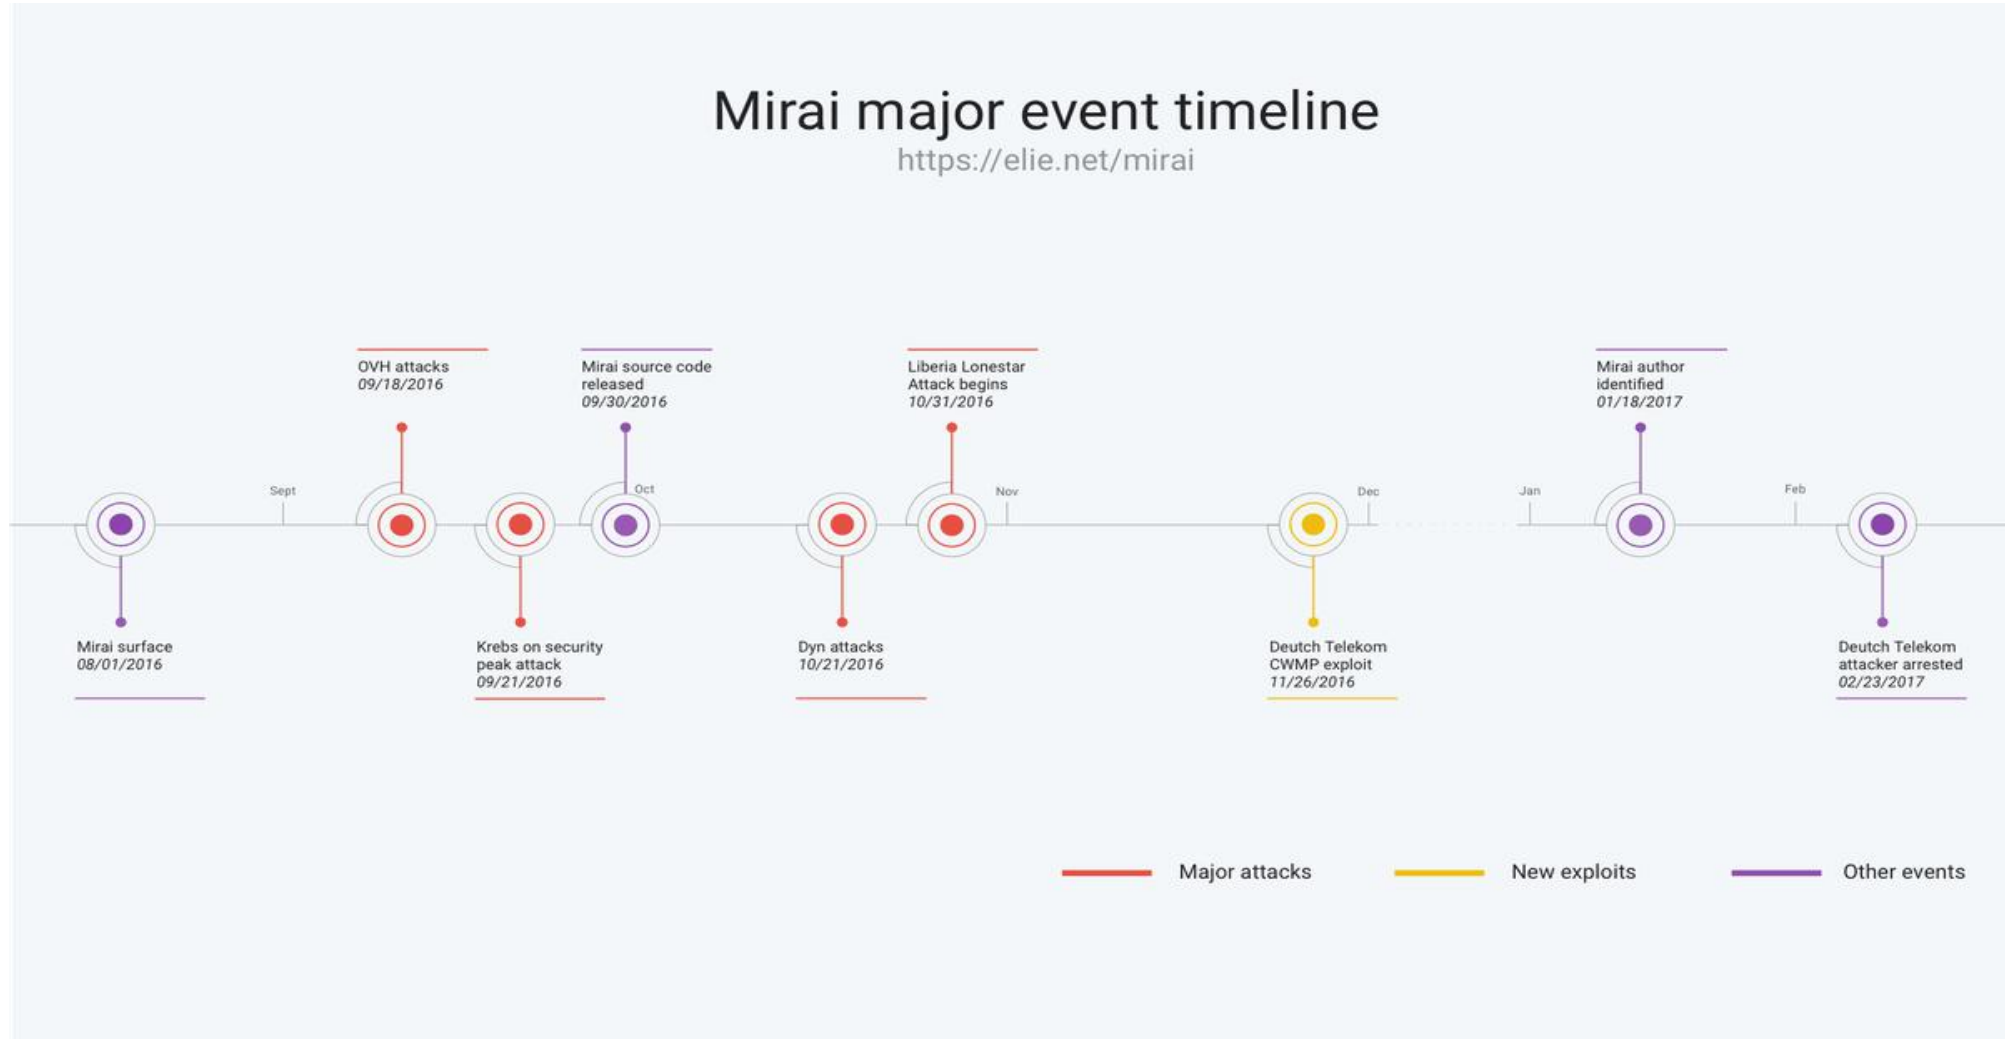 Mirai major event timeline
https://elie.net/mirai
OVH attacks
09/18/2016
Mirai source code
released
09/30/2016
Liberia Lonestar
Attack begins
10/31/2016
Mirai author
identified
01/18/2017
Sept
Oct
Nov
Dec
Jan
Feb
Mirai surface
08/01/2016
Krebs on security
peak attack
09/21/2016
Dyn attacks
10/21/2016
Deutch Telekom
CWMP exploit
11/26/2016
Deutch Telekom
attacker arrested
02/23/2017
Major attacks
New exploits
Other events